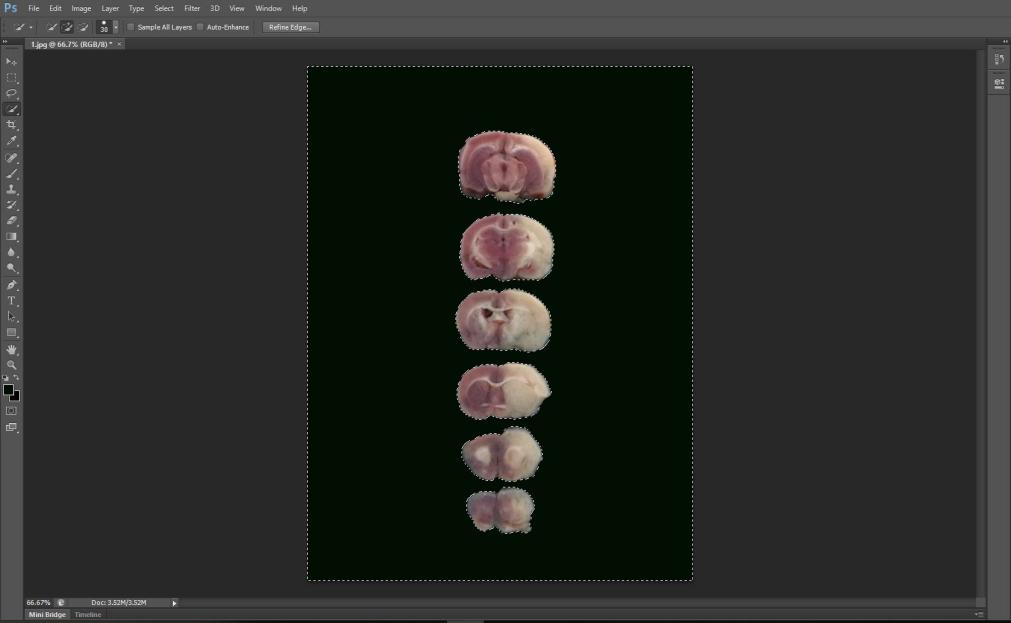 Ps File Edit Image Layer Type Select Filter 3D View Window Help
30 Sample All Layers Auto-Enhance Refine Edge...
1.jpg @ 66.7% (RGB/8) * ×
T
66.67% Doc: 3.52M/3.52M
Mini Bridge Timeline